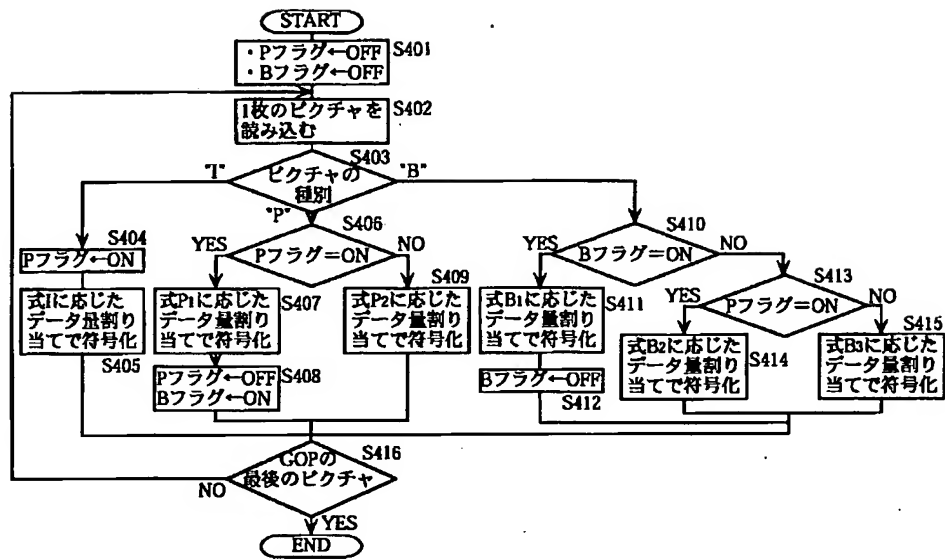 START
・Pフラグ←OFF
・Bフラグ←OFF
S401
1枚のピクチャを
読み込む
S402
S403
ピクチャの
種別
"I"
"B"
"P"
S404
Pフラグ←ON
式Iに応じた
データ量割り
当てで符号化
S405
S406
YES
Pフラグ=ON
NO
式P1に応じた
データ量割り
当てで符号化
S407
Pフラグ←OFF
Bフラグ←ON
S408
S409
式P2に応じた
データ量割り
当てで符号化
S410
YES
Bフラグ=ON
NO
式B1に応じた
データ量割り
当てで符号化
S411
Bフラグ←OFF
S412
S413
YES
Pフラグ=ON
NO
式B2に応じた
データ量割り
当てで符号化
S414
S415
式B3に応じた
データ量割り
当てで符号化
S416
GOPの
最後のピクチャ
NO
YES
END